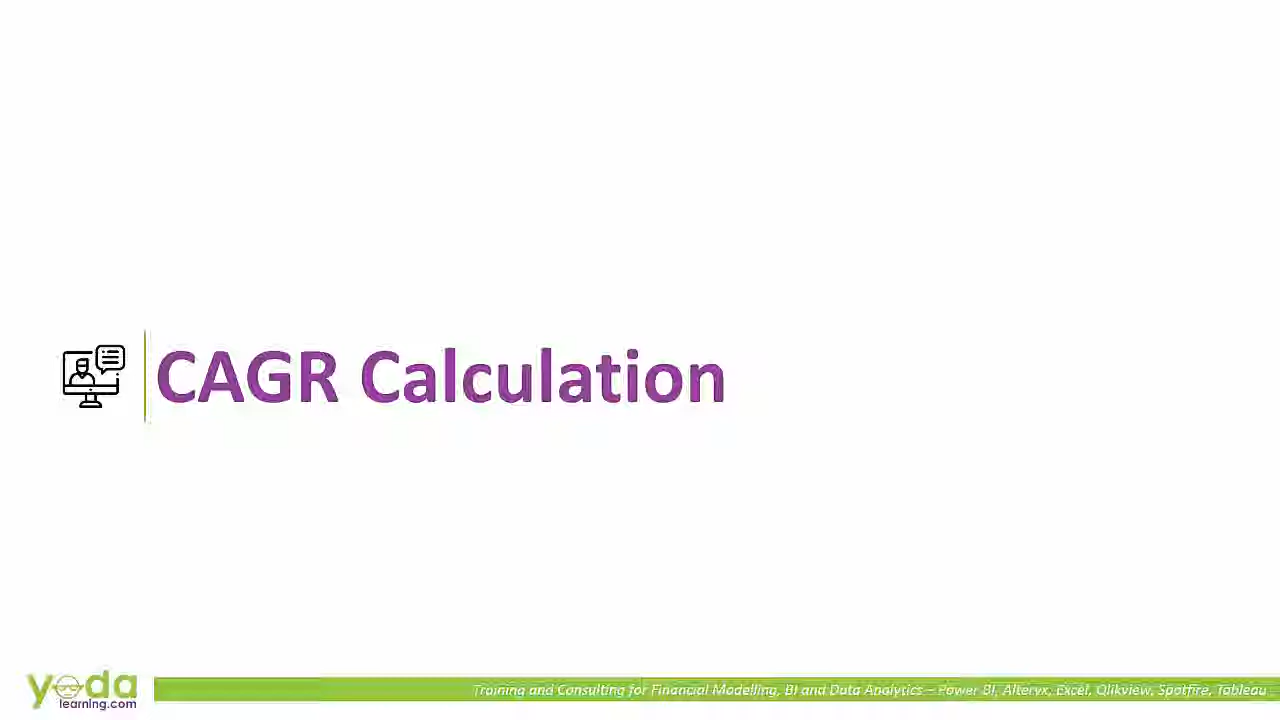 CAGR Calculation
yoda
learning.com
Training and Consulting for Financial Modelling, BI and Data Analytics – Power BI, Alteryx, Excel, Qlikview, Spotfire, Tableau